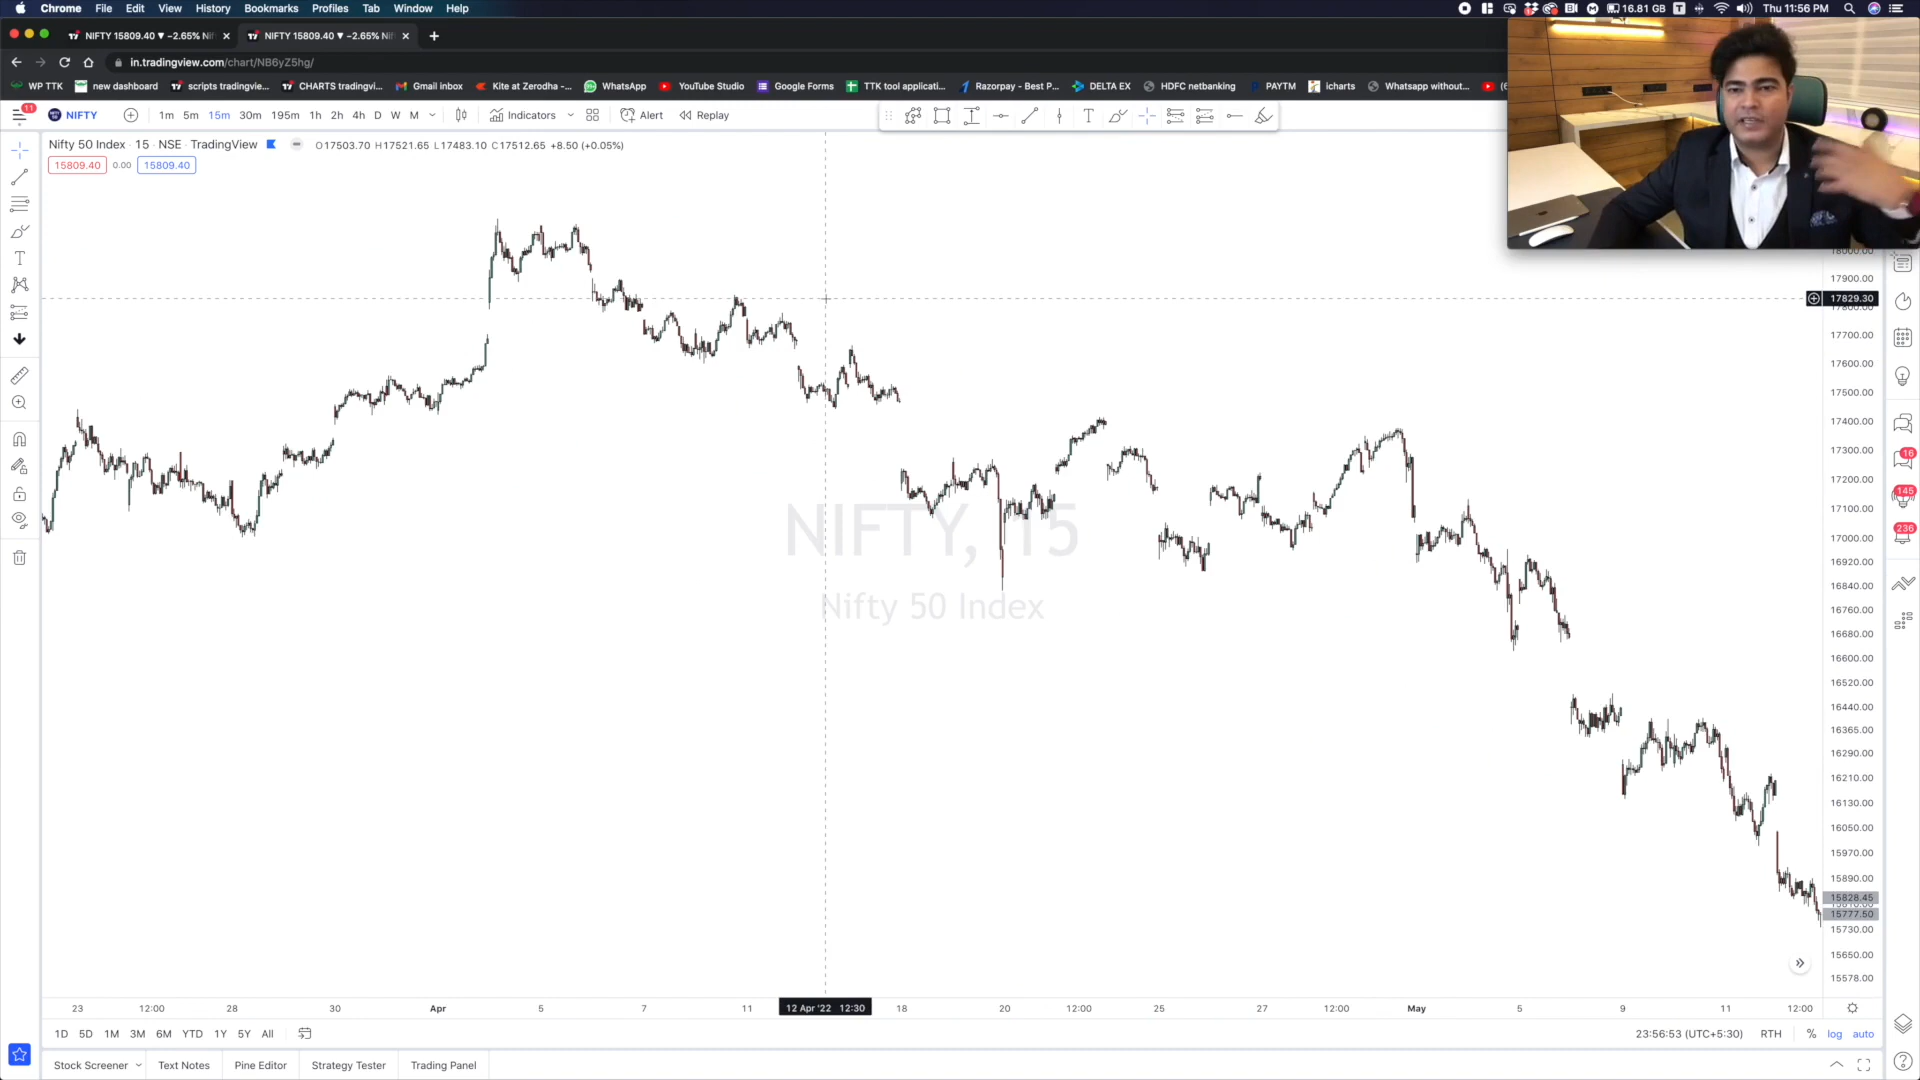 Chrome File Edit View History Bookmarks Profiles Tab Window Help
16.81 GB Thu 11:56 PM
NIFTY 15809.40 ▼ −2.65% Nif NIFTY 15809.40 ▼ −2.65% Nif
in.tradingview.com/chart/NB6yZ5hg/
WP TTK new dashboard scripts tradingvie... CHARTS tradingvi... Gmail inbox Kite at Zerodha -... WhatsApp YouTube Studio Google Forms TTK tool applicati... Razorpay - Best P... DELTA EX HDFC netbanking PAYTM Icharts Whatsapp without...
11 NIFTY 1m 5m 15m 30m 195m 1h 2h 4h D W M Indicators Alert Replay
Nifty 50 Index · 15 · NSE · TradingView O17503.70 H17521.65 L17483.10 C17512.65 +8.50 (+0.05%)
15809.40 0.00 15809.40
17900.00
17829.30
17700.00
17600.00
17500.00
17400.00
17300.00
17200.00
17100.00
17000.00
16920.00
16840.00
16760.00
16680.00
16600.00
16520.00
16440.00
16365.00
16290.00
16210.00
16130.00
16050.00
15970.00
15890.00
15828.45
15777.50
15730.00
15650.00
15578.00
16
145
236
NIFTY, 15
Nifty 50 Index
23 12:00 28 30 Apr 5 7 11 12 Apr '22 12:30 18 20 12:00 25 27 12:00 May 5 9 11 12:00
1D 5D 1M 3M 6M YTD 1Y 5Y All 23:56:53 (UTC+5:30) RTH % log auto
Stock Screener Text Notes Pine Editor Strategy Tester Trading Panel